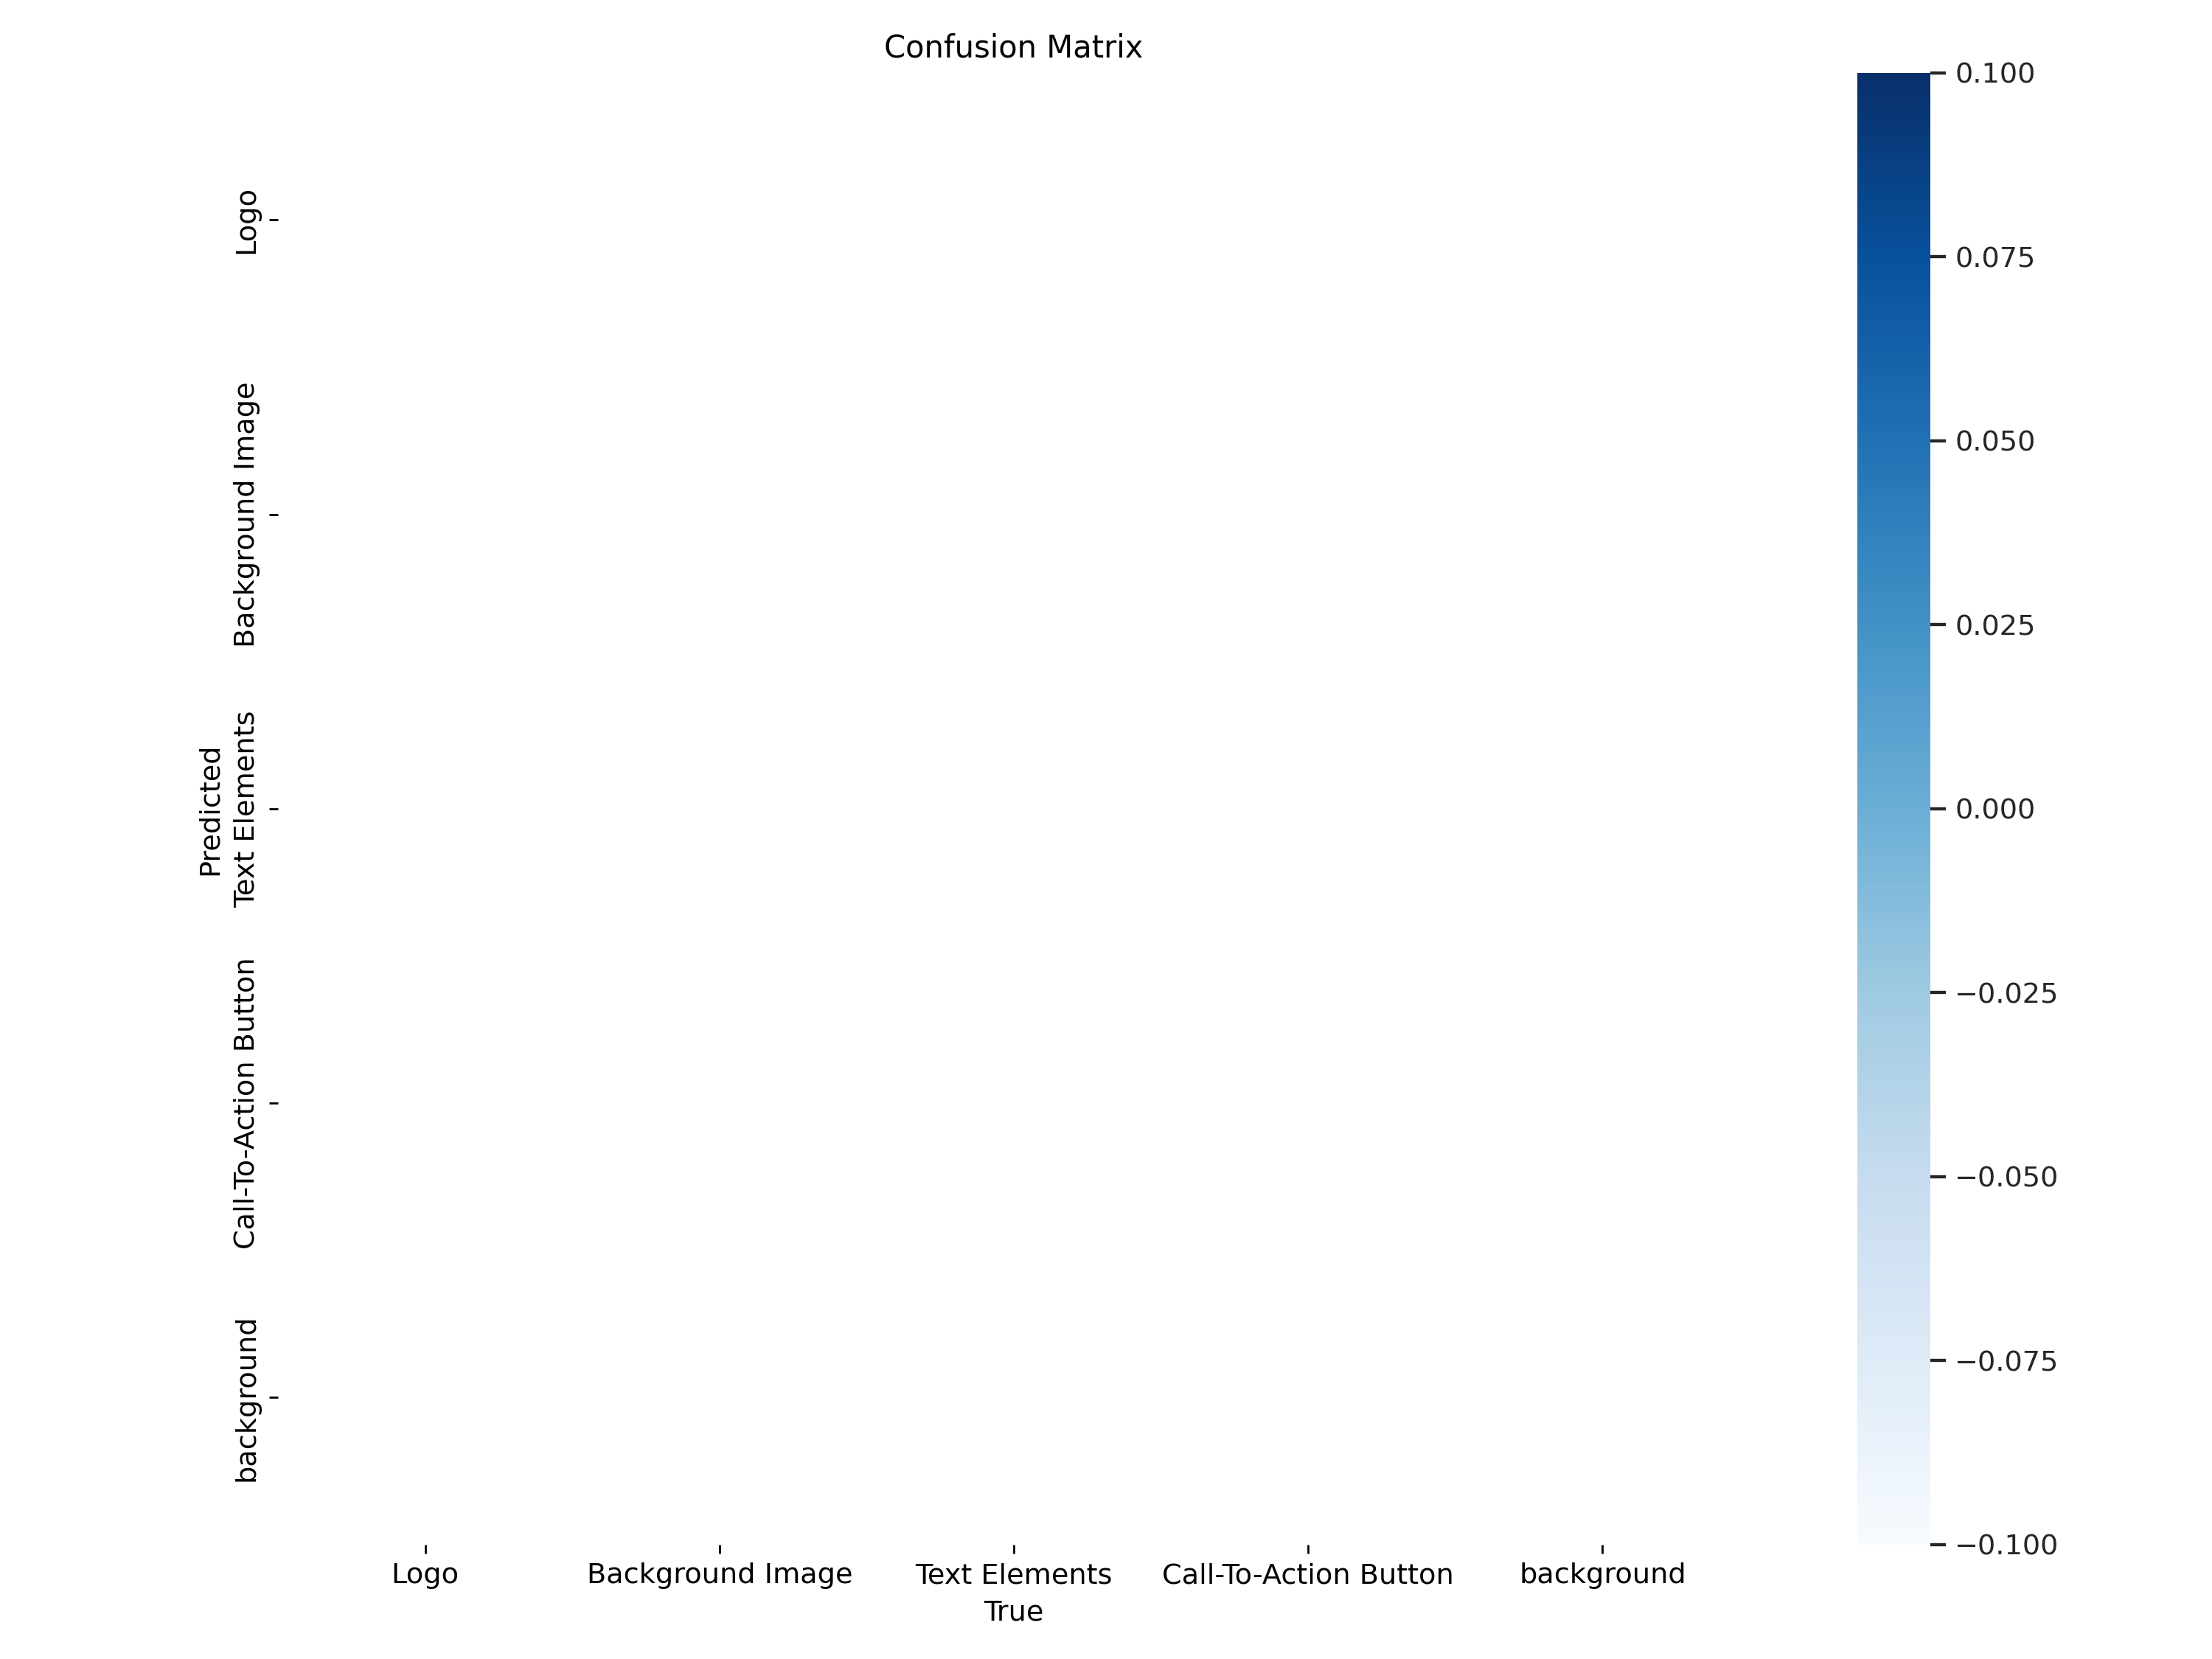 Confusion Matrix
Predicted
Logo
Background Image
Text Elements
Call-To-Action Button
background
Logo
Background Image
Text Elements
Call-To-Action Button
background
True
0.100
0.075
0.050
0.025
0.000
−0.025
−0.050
−0.075
−0.100